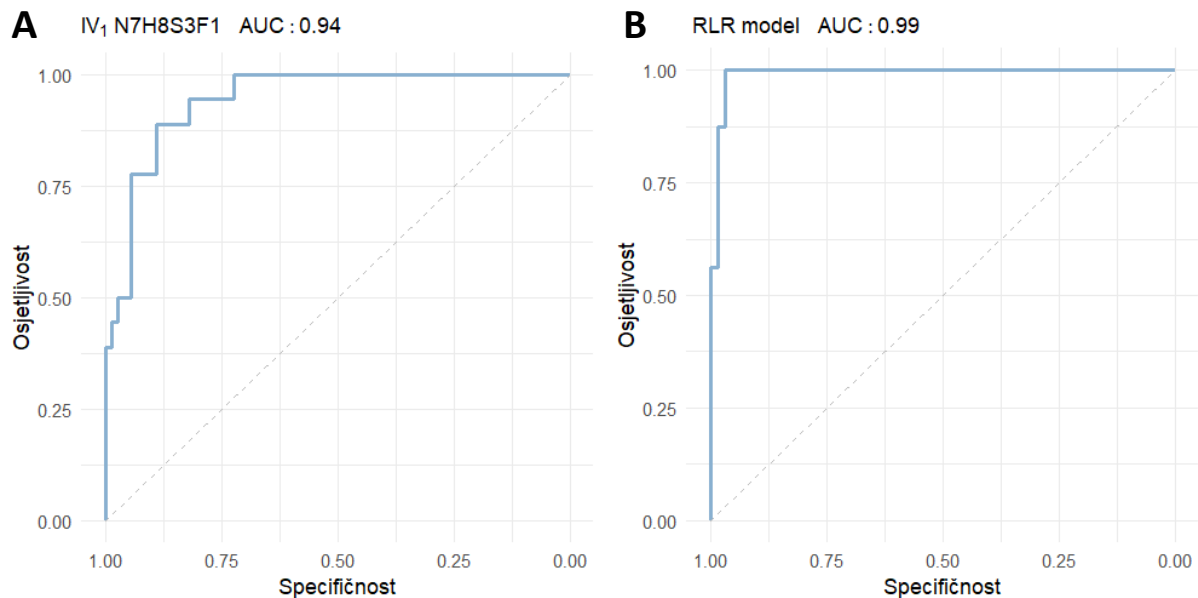 A
IV₁ N7H8S3F1 AUC : 0.94
1.00
0.75
0.50
0.25
0.00
Osjetljivost
1.00 0.75 0.50 0.25 0.00
Specifičnost
B
RLR model AUC : 0.99
1.00
0.75
0.50
0.25
0.00
Osjetljivost
1.00 0.75 0.50 0.25 0.00
Specifičnost